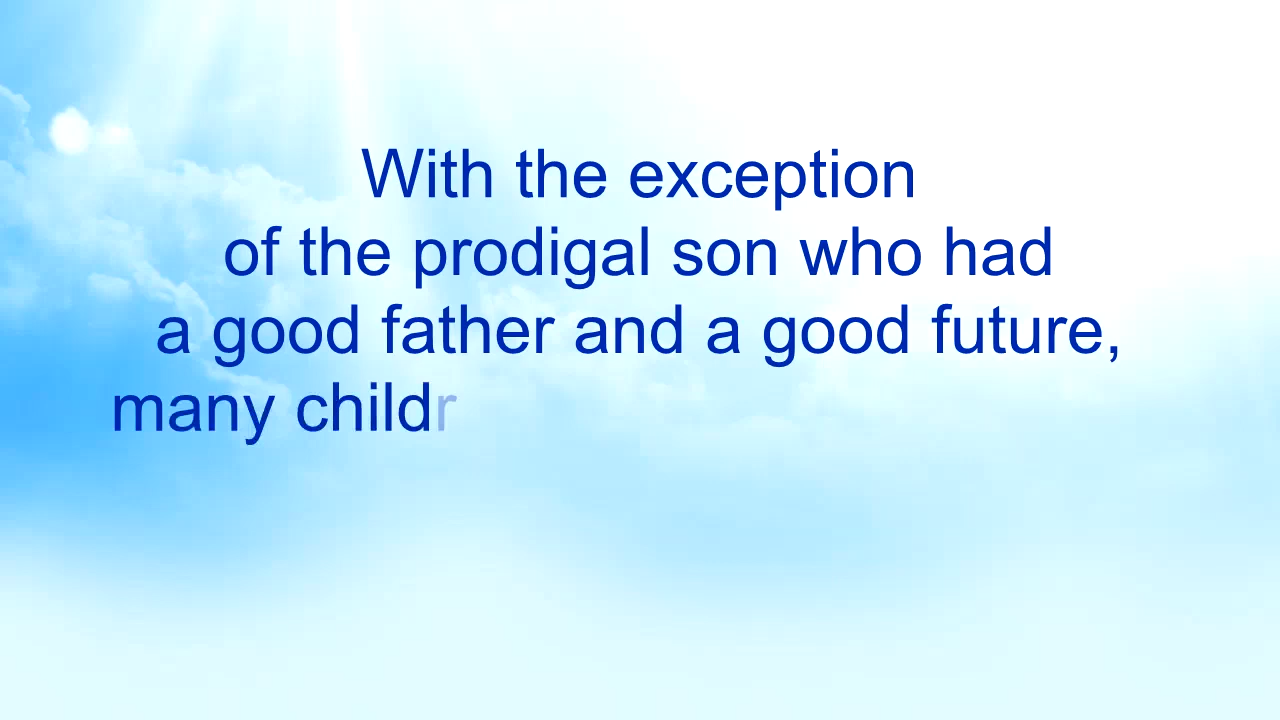 With the exception
of the prodigal son who had
a good father and a good future,
many childr